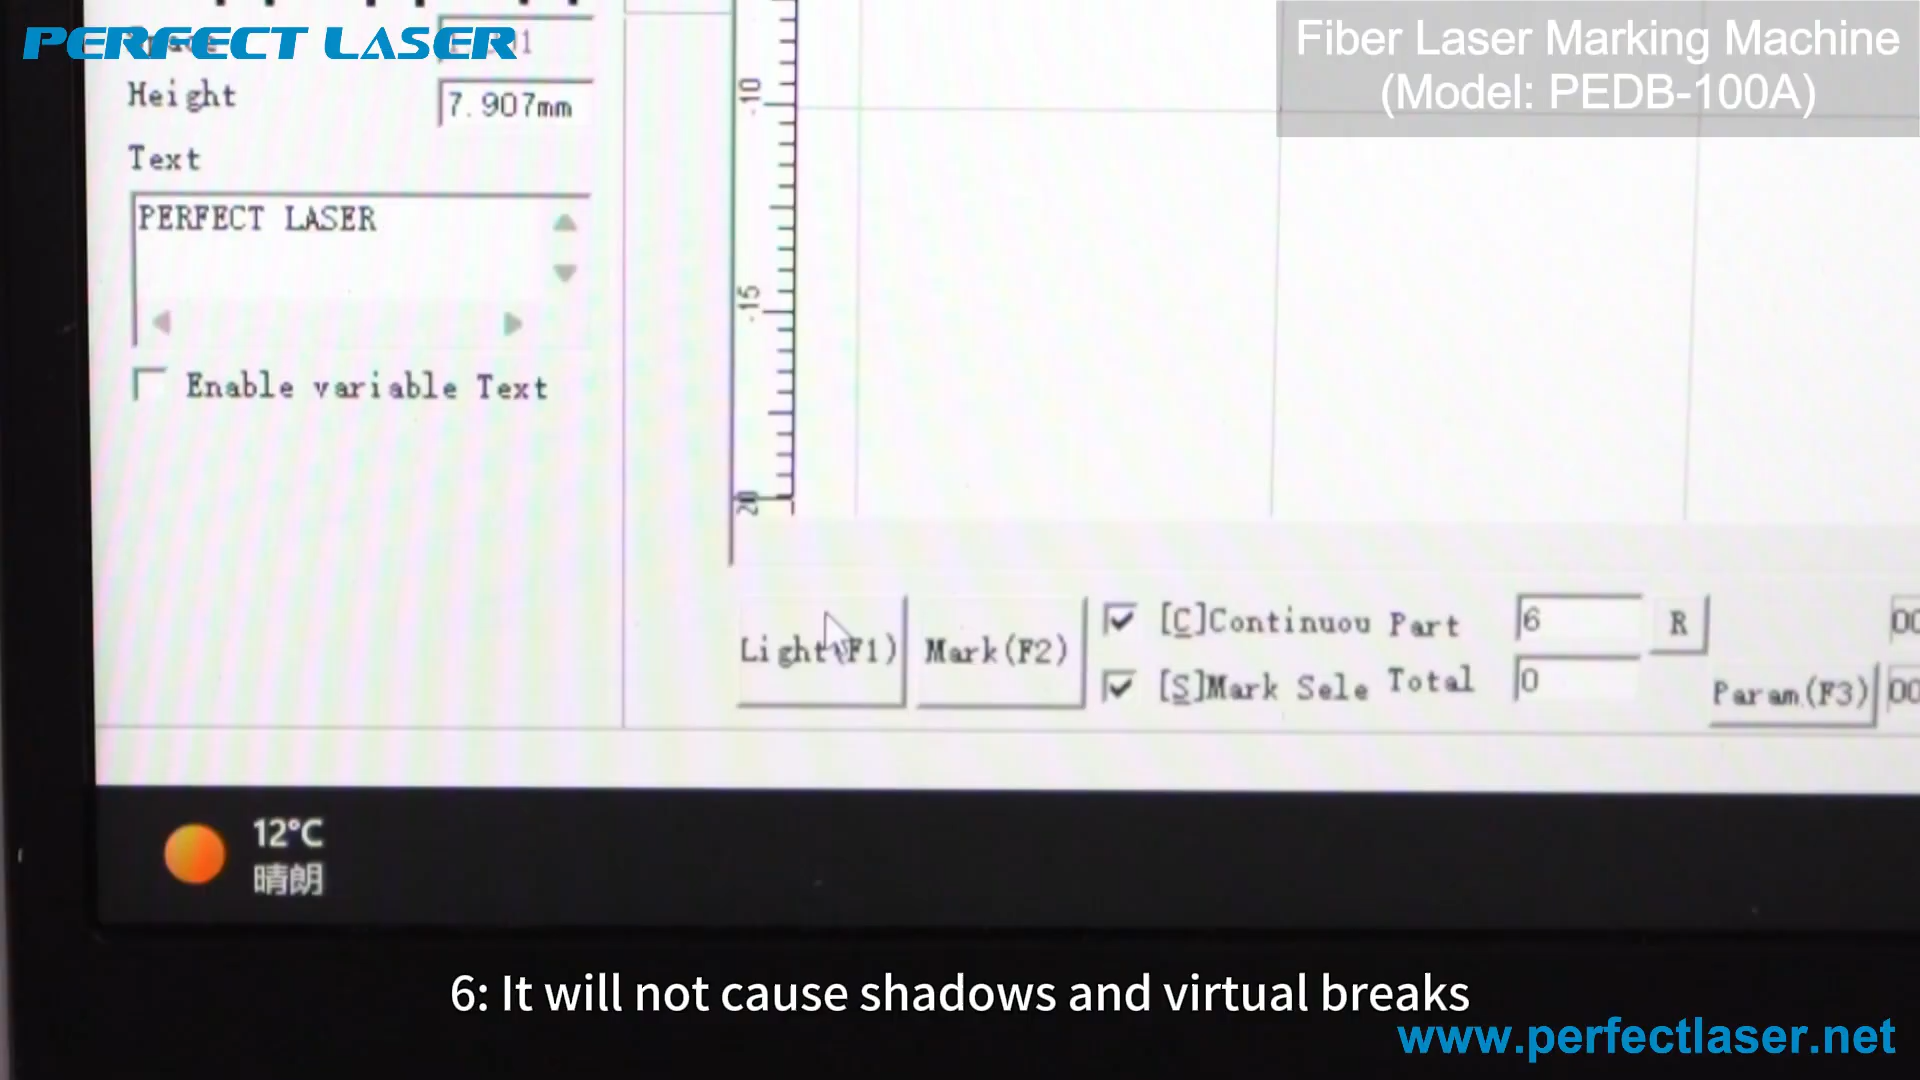 PERFECT LASER
Fiber Laser Marking Machine
(Model: PEDB-100A)
Height
7.907mm
Text
PERFECT LASER
Enable variable Text
-10
-15
20
Light(F1)
Mark(F2)
[C]Continuou
Part
6
R
[S]Mark Sele
Total
0
Param(F3)
12°C
晴朗
6: It will not cause shadows and virtual breaks
www.perfectlaser.net